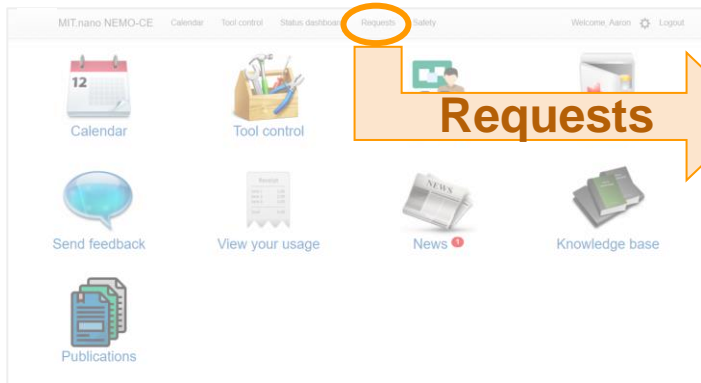 MIT.nano NEMO-CE Calendar Tool control Status dashboard Requests Safety Welcome, Aaron Logout
12
Requests
Calendar Tool control
NEWS
Send feedback View your usage News 1 Knowledge base
Publications